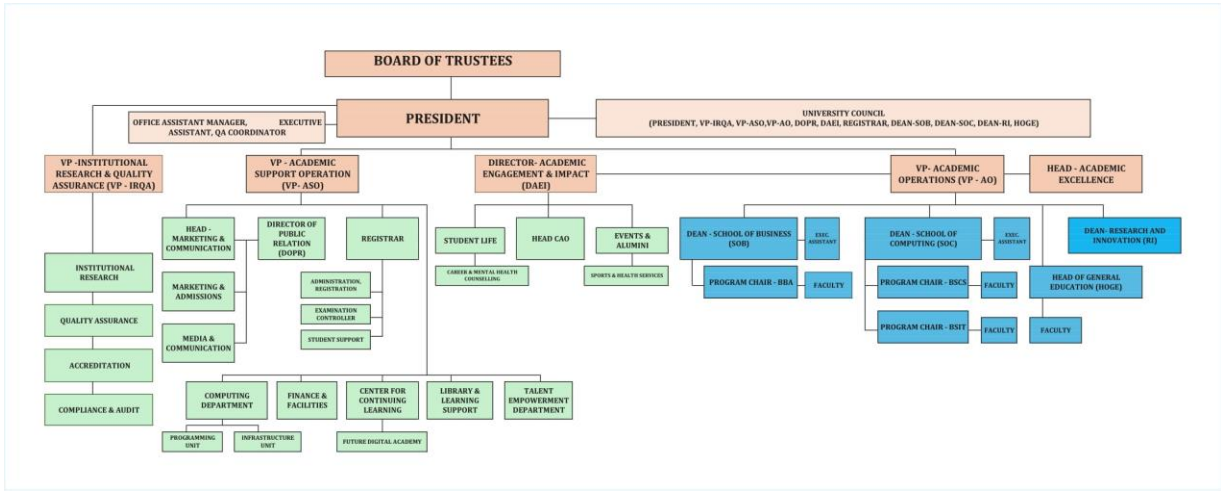 BOARD OF TRUSTEES
PRESIDENT
OFFICE ASSISTANT MANAGER, EXECUTIVE
ASSISTANT, QA COORDINATOR
UNIVERSITY COUNCIL
(PRESIDENT, VP-IRQA, VP-ASO,VP-AO, DOPR, DAEI, REGISTRAR, DEAN-SOB, DEAN-SOC, DEAN-RI, HOGE)
VP -INSTITUTIONAL
RESEARCH & QUALITY
ASSURANCE (VP - IRQA)
VP - ACADEMIC
SUPPORT OPERATION
(VP- ASO)
DIRECTOR- ACADEMIC
ENGAGEMENT & IMPACT
(DAEI)
VP- ACADEMIC
OPERATIONS (VP - AO)
HEAD - ACADEMIC
EXCELLENCE
HEAD -
MARKETING &
COMMUNICATION
DIRECTOR OF
PUBLIC
RELATION
(DOPR)
REGISTRAR
STUDENT LIFE
HEAD CAO
EVENTS &
ALUMINI
DEAN - SCHOOL OF BUSINESS
(SOB)
EXEC.
ASSISTANT
DEAN - SCHOOL OF
COMPUTING (SOC)
EXEC.
ASSISTANT
DEAN- RESEARCH AND
INNOVATION (RI)
INSTITUTIONAL
RESEARCH
MARKETING &
ADMISSIONS
ADMINISTRATION,
REGISTRATION
CAREER & MENTAL HEALTH
COUNSELLING
SPORTS & HEALTH SERVICES
PROGRAM CHAIR - BBA
FACULTY
PROGRAM CHAIR - BSCS
FACULTY
HEAD OF GENERAL
EDUCATION (HOGE)
QUALITY ASSURANCE
EXAMINATION
CONTROLLER
MEDIA &
COMMUNICATION
STUDENT SUPPORT
PROGRAM CHAIR - BSIT
FACULTY
FACULTY
ACCREDITATION
COMPLIANCE & AUDIT
COMPUTING
DEPARTMENT
FINANCE &
FACILITIES
CENTER FOR
CONTINUING
LEARNING
LIBRARY &
LEARNING
SUPPORT
TALENT
EMPOWERMENT
DEPARTMENT
PROGRAMMING
UNIT
INFRASTRUCTURE
UNIT
FUTURE DIGITAL ACADEMY